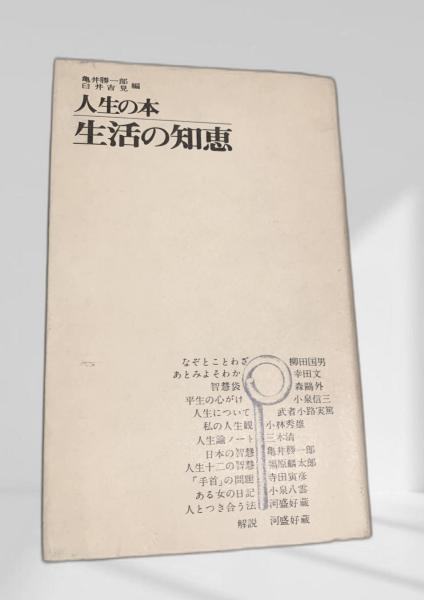 亀井勝一郎
臼井吉見 編
人生の本
生活の知恵
なぞとことわざ 柳田国男
あとみよそわか 幸田文
智慧袋 森鷗外
平生の心がけ 小泉信三
人生について 武者小路実篤
私の人生観 小林秀雄
人生論ノート 三木清
日本の智慧 亀井勝一郎
人生十二の智慧 福原麟太郎
「手首」の問題 寺田寅彦
ある女の日記 小泉八雲
人とつき合う法 河盛好蔵
解説 河盛好蔵